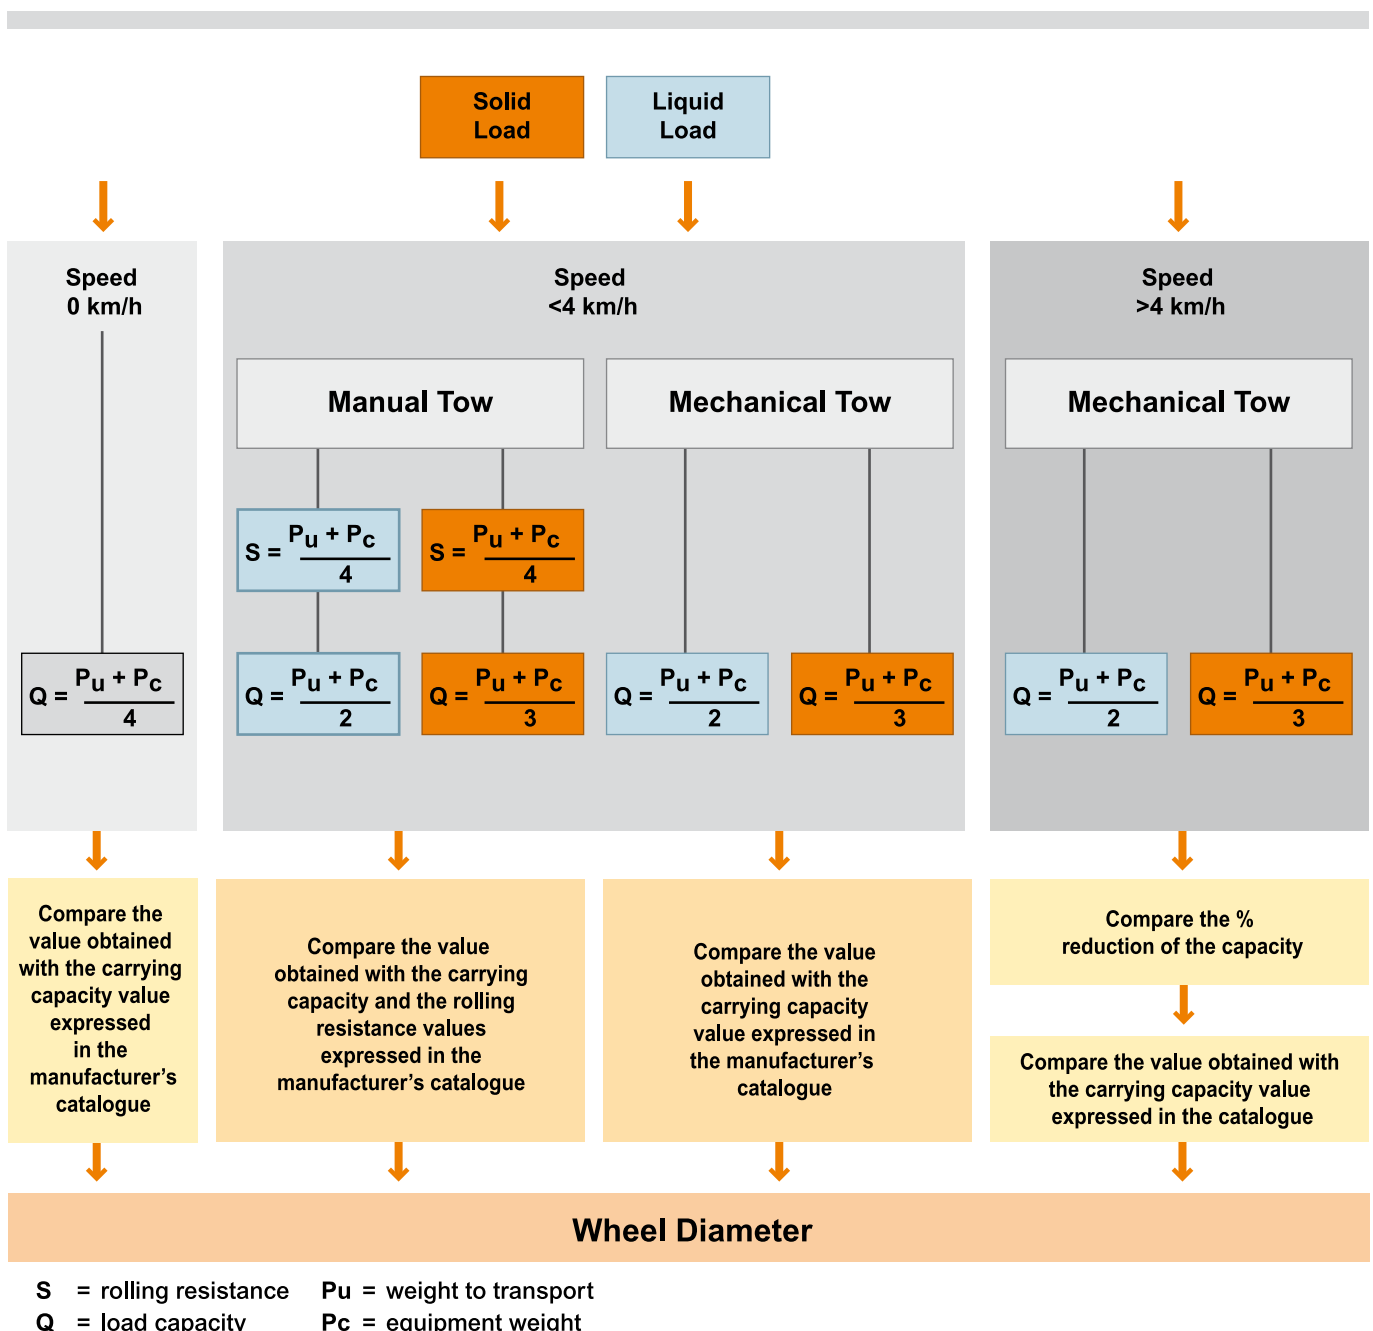 Solid
Load
Liquid
Load
Speed
0 km/h
Speed
<4 km/h
Speed
>4 km/h
Manual Tow
Mechanical Tow
Mechanical Tow
S = Pu + Pc
4
S = Pu + Pc
4
Q = Pu + Pc
4
Q = Pu + Pc
2
Q = Pu + Pc
3
Q = Pu + Pc
2
Q = Pu + Pc
3
Q = Pu + Pc
2
Q = Pu + Pc
3
Compare the
value obtained
with the carrying
capacity value
expressed
in the
manufacturer’s
catalogue
Compare the value
obtained with the carrying
capacity and the rolling
resistance values
expressed in the
manufacturer’s catalogue
Compare the value
obtained with the
carrying capacity
value expressed in
the manufacturer’s
catalogue
Compare the %
reduction of the capacity
Compare the value obtained with
the carrying capacity value
expressed in the catalogue
Wheel Diameter
S = rolling resistance Pu = weight to transport
Q = load capacity Pc = equipment weight